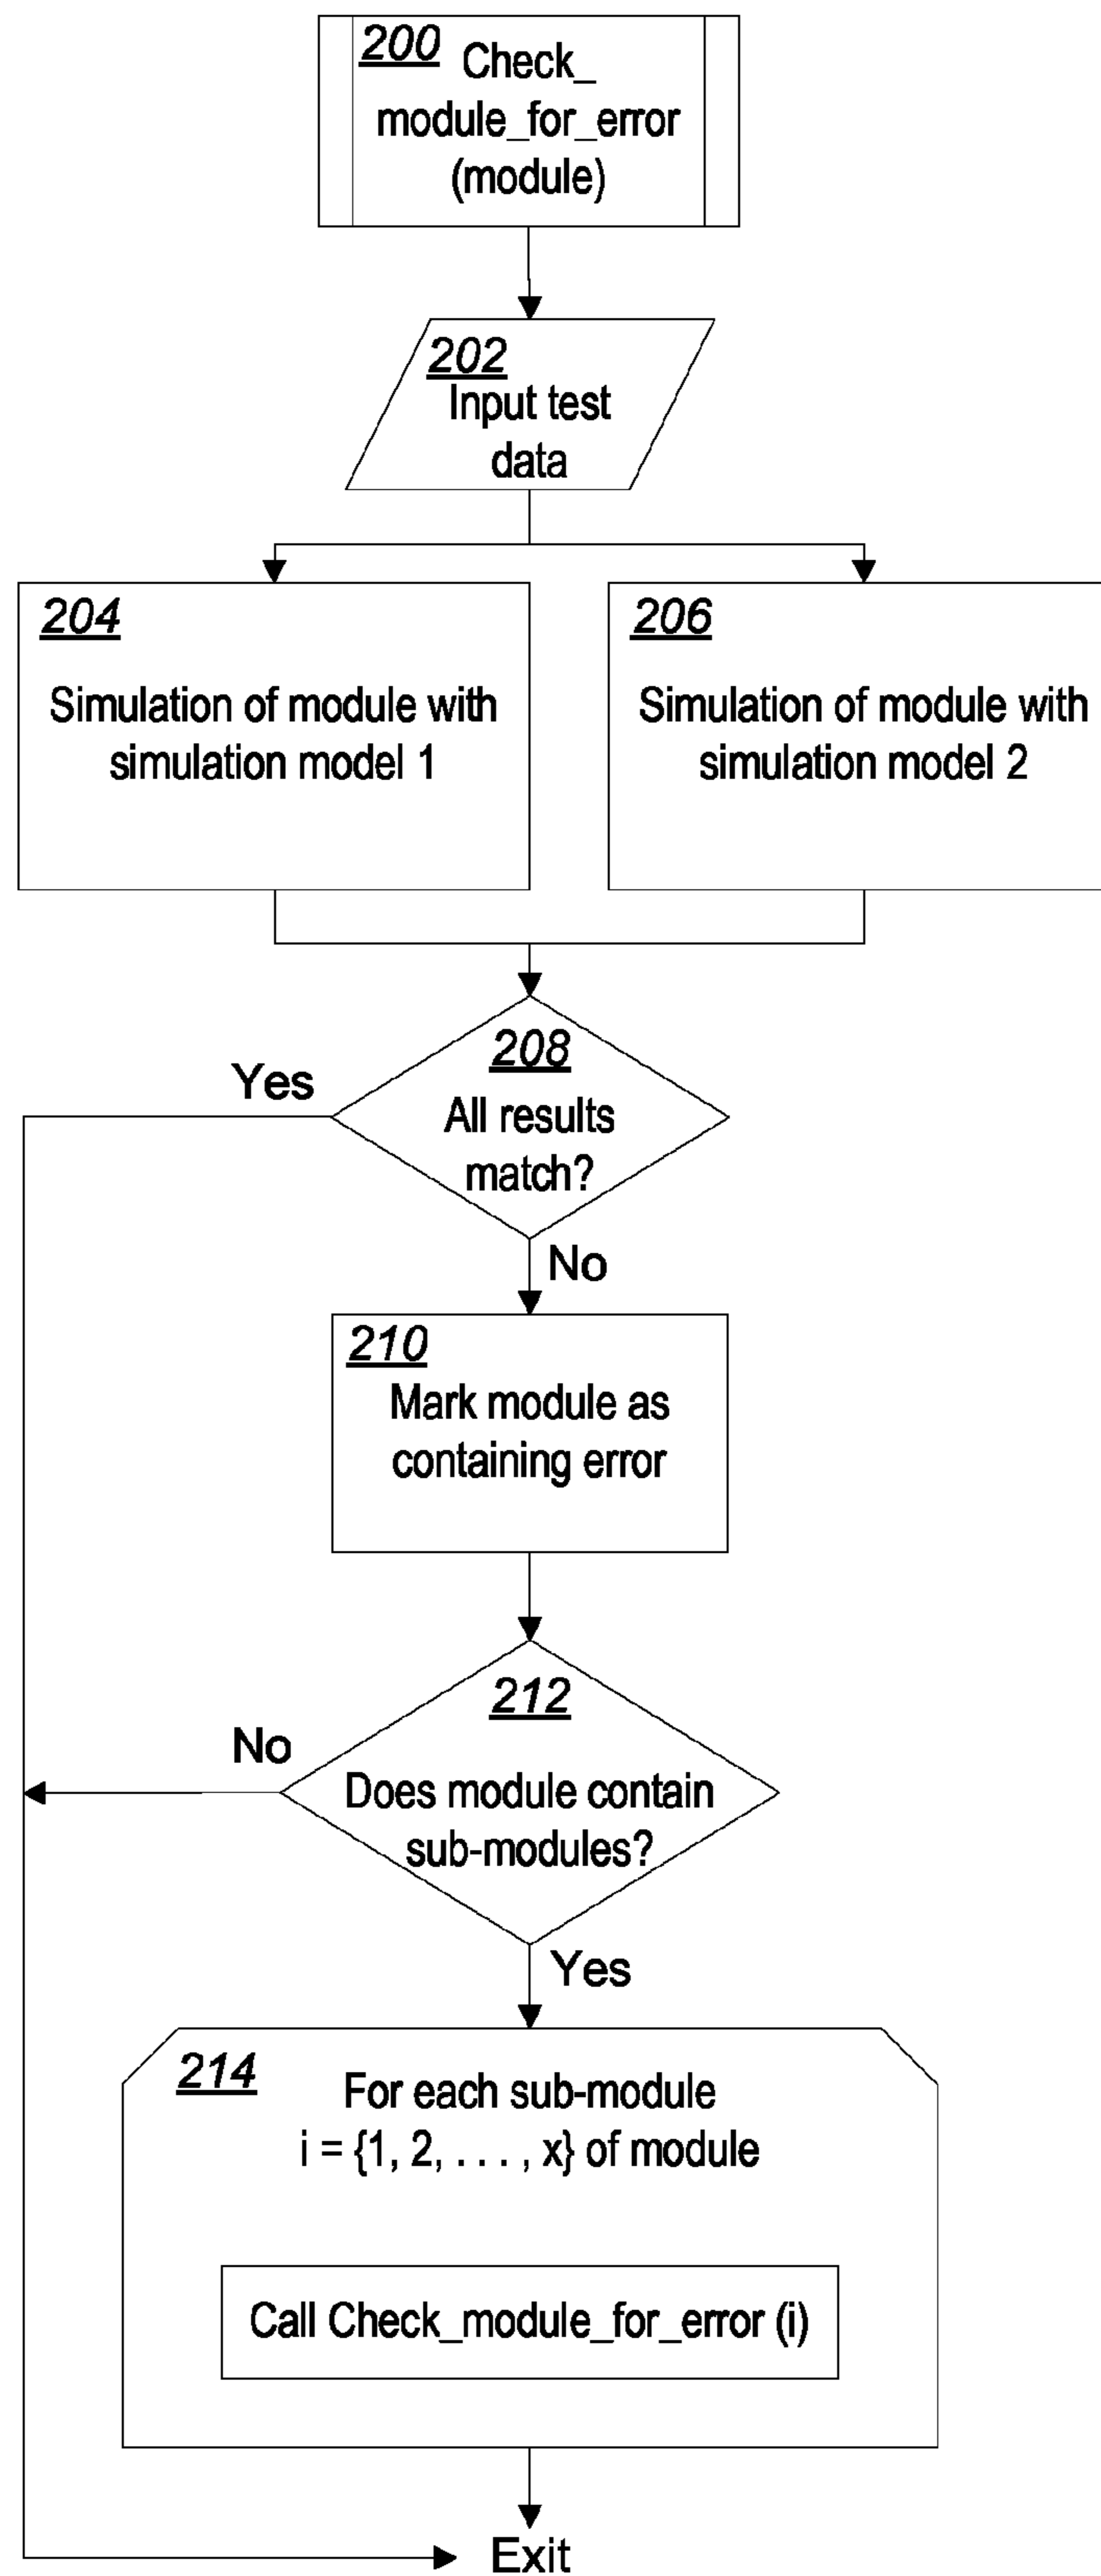 200 Check_
module_for_error
(module)
202
Input test
data
204
Simulation of module with
simulation model 1
206
Simulation of module with
simulation model 2
208
All results
match?
Yes
No
210
Mark module as
containing error
212
Does module contain
sub-modules?
No
Yes
214
For each sub-module
i = {1, 2, . . . , x} of module
Call Check_module_for_error (i)
Exit